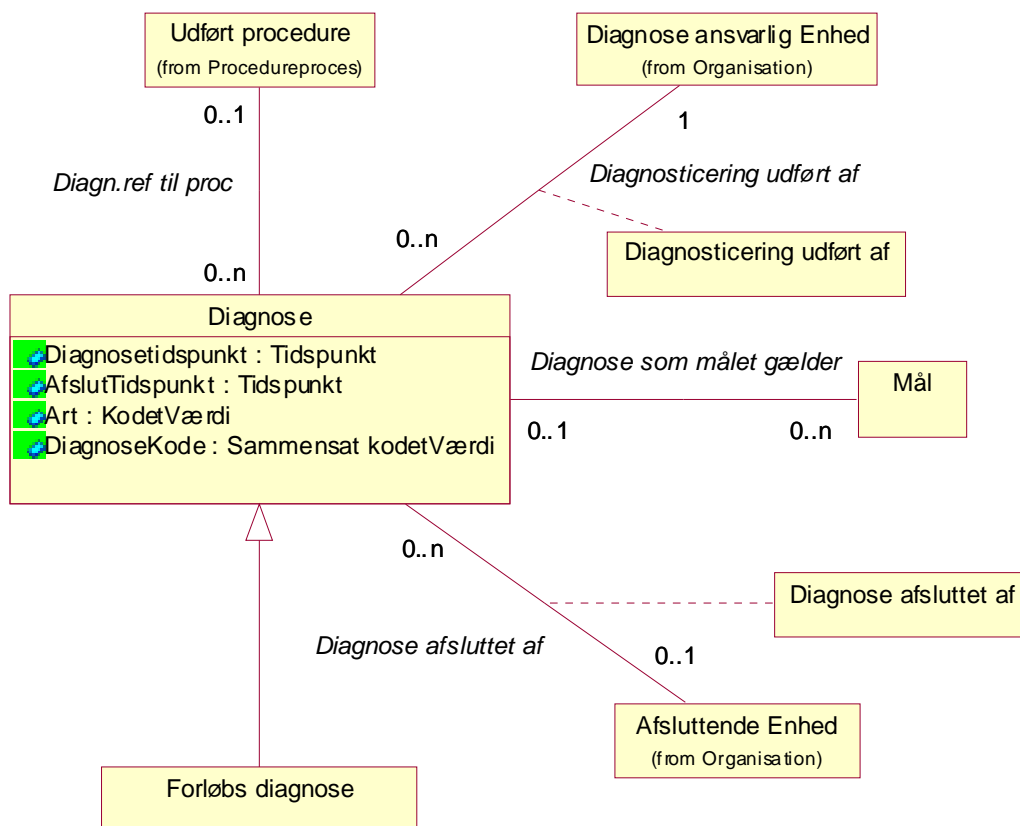 Udført procedure
(from Procedureproces)
Diagnose ansvarlig Enhed
(from Organisation)
0..1
1
Diagn.ref til proc
Diagnosticering udført af
0..n
Diagnosticering udført af
0..n
Diagnose
Diagnosetidspunkt : Tidspunkt
AfslutTidspunkt : Tidspunkt
Art : KodetVærdi
DiagnoseKode : Sammensat kodetVærdi
Diagnose som målet gælder
Mål
0..1
0..n
0..n
Diagnose afsluttet af
Diagnose afsluttet af
0..1
Afsluttende Enhed
(from Organisation)
Forløbs diagnose